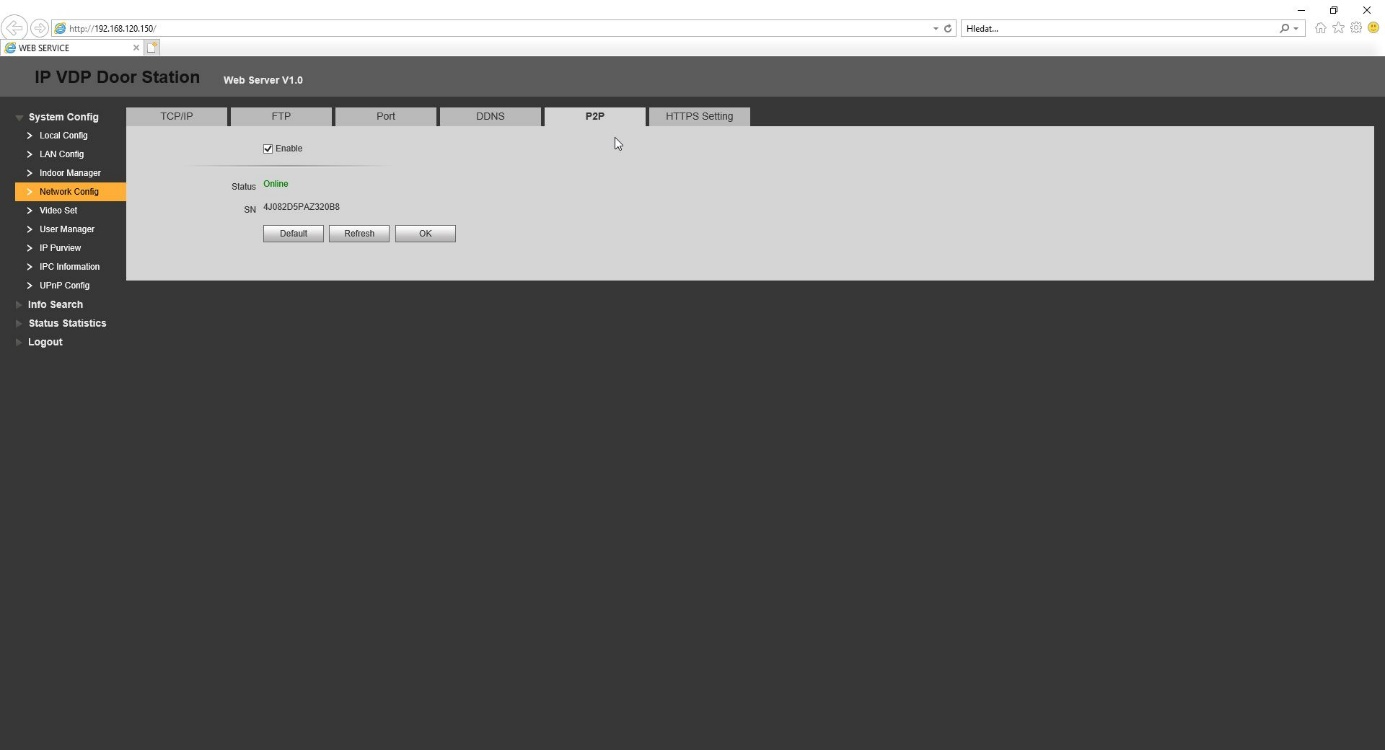 http://192.168.120.150/
Hledat...
WEB SERVICE
IP VDP Door Station Web Server V1.0
System Config
Local Config
LAN Config
Indoor Manager
Network Config
Video Set
User Manager
IP Purview
IPC Information
UPnP Config
Info Search
Status Statistics
Logout
TCP/IP FTP Port DDNS P2P HTTPS Setting
Enable
Status Online
SN 4J082D5PAZ320B8
Default Refresh OK